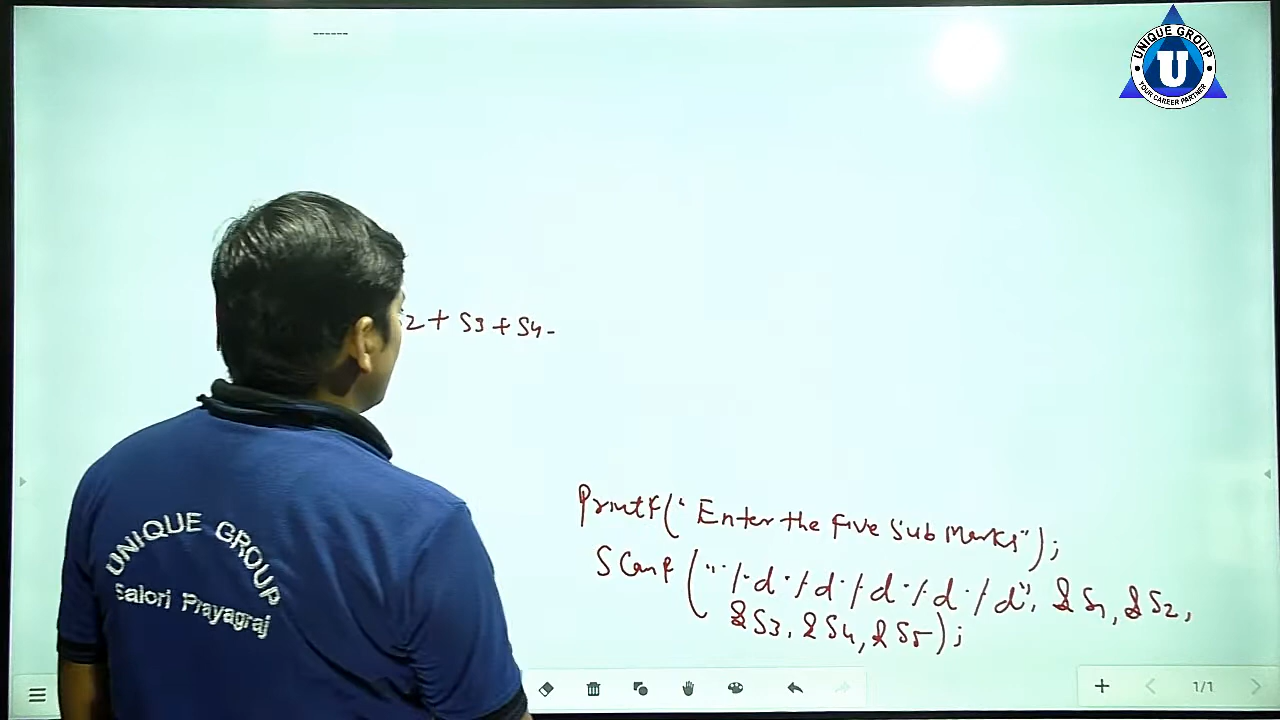 ------
UNIQUE GROUP
U
YOUR CAREER PARTNER
2 + S3 + S4 -
Printf("Enter the Five Sub Marks");
Scanf("%d%d%d%d%d", &S1, &S2,
&S3, &S4, &S5);
UNIQUE GROUP
Salori Prayagraj
1/1